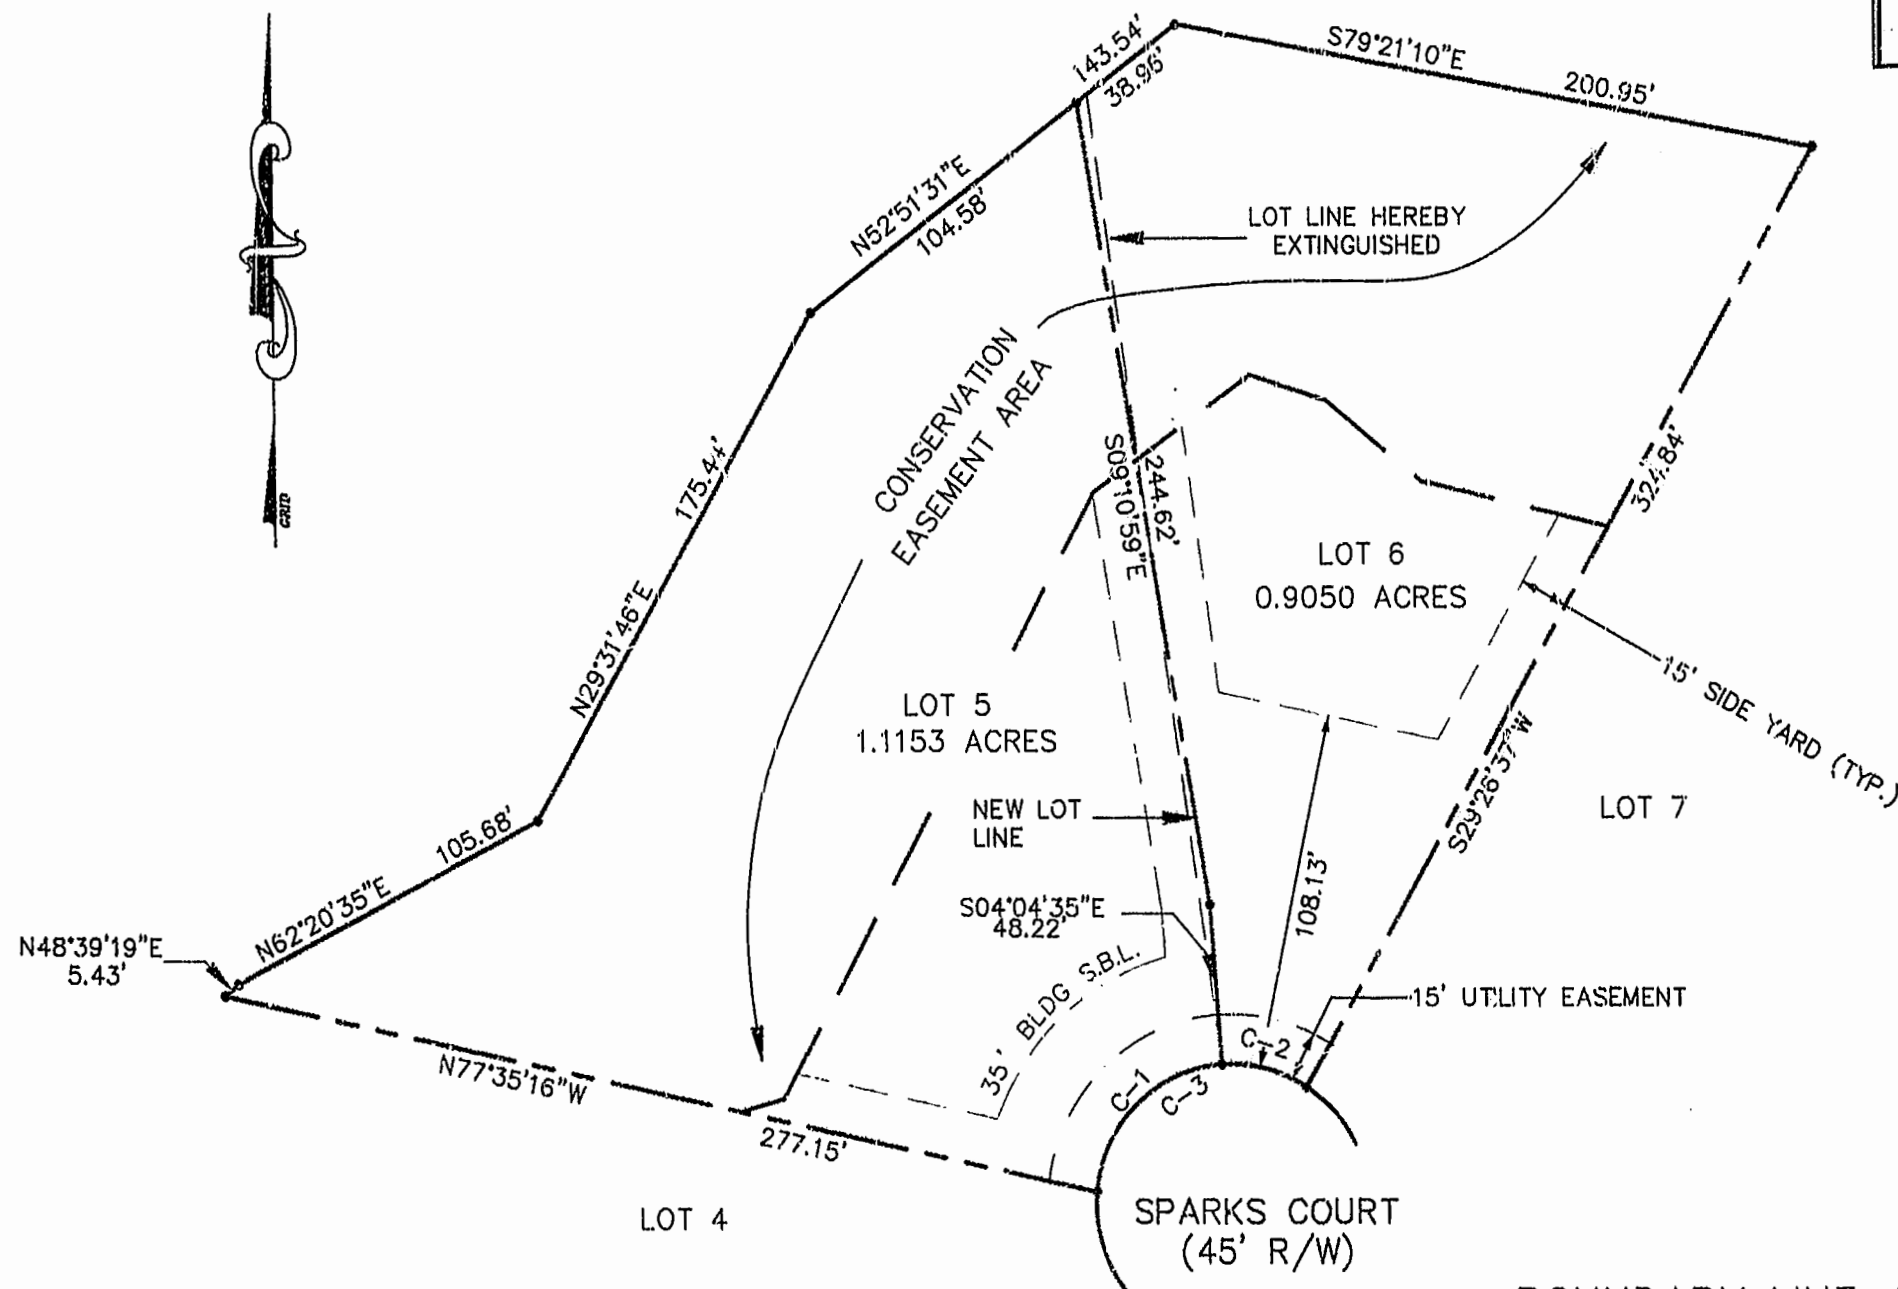 143.54'
38.96'
S79°21'10"E
200.95'
N52°51'31"E
104.58'
LOT LINE HEREBY
EXTINGUISHED
CONSERVATION
EASEMENT AREA
GRID
175.44'
N29°31'46"E
S09°10'59"E
244.62'
324.84'
LOT 6
0.9050 ACRES
15' SIDE YARD (TYP.)
LOT 5
1.1153 ACRES
S29°26'37"W
LOT 7
NEW LOT
LINE
105.68'
N62°20'35"E
S04°04'35"E
48.22'
108.13'
N48°39'19"E
5.43'
35' BLDG S.B.L.
15' UTILITY EASEMENT
N77°35'16"W
277.15'
C-2
C-1
C-3
LOT 4
SPARKS COURT
(45' R/W)